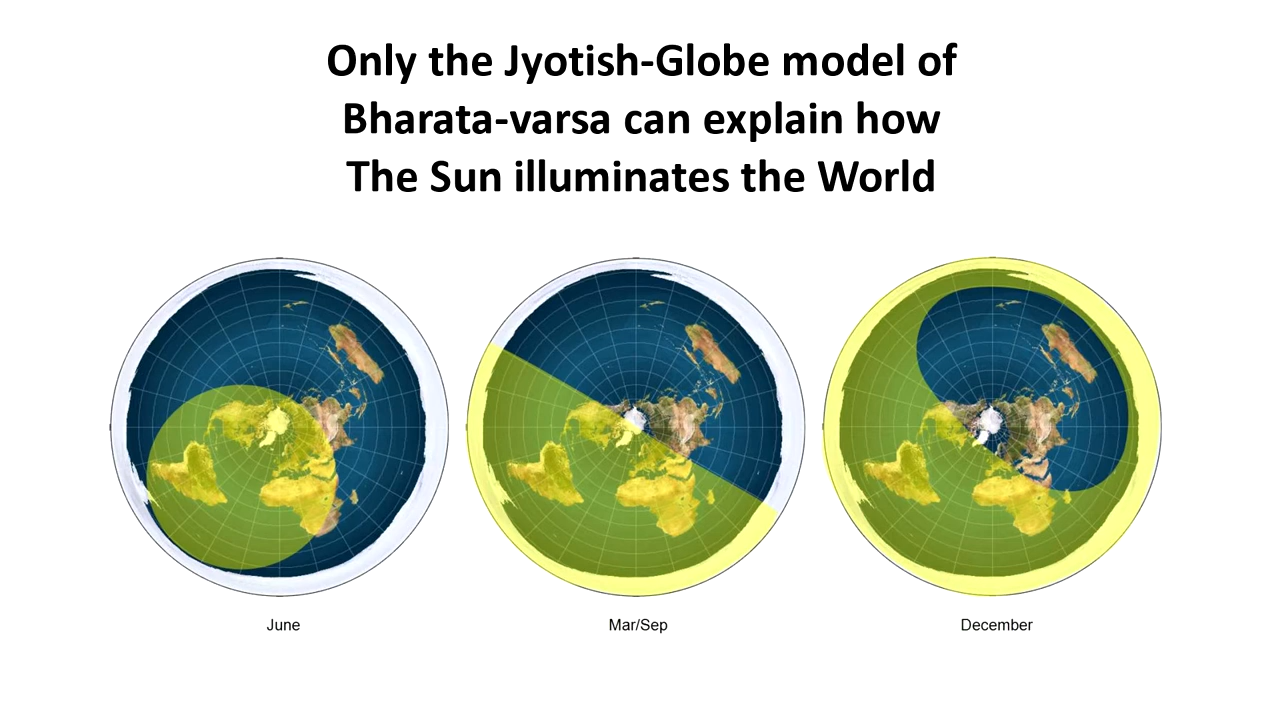 Only the Jyotish-Globe model of
Bharata-varsa can explain how
The Sun illuminates the World
June
Mar/Sep
December